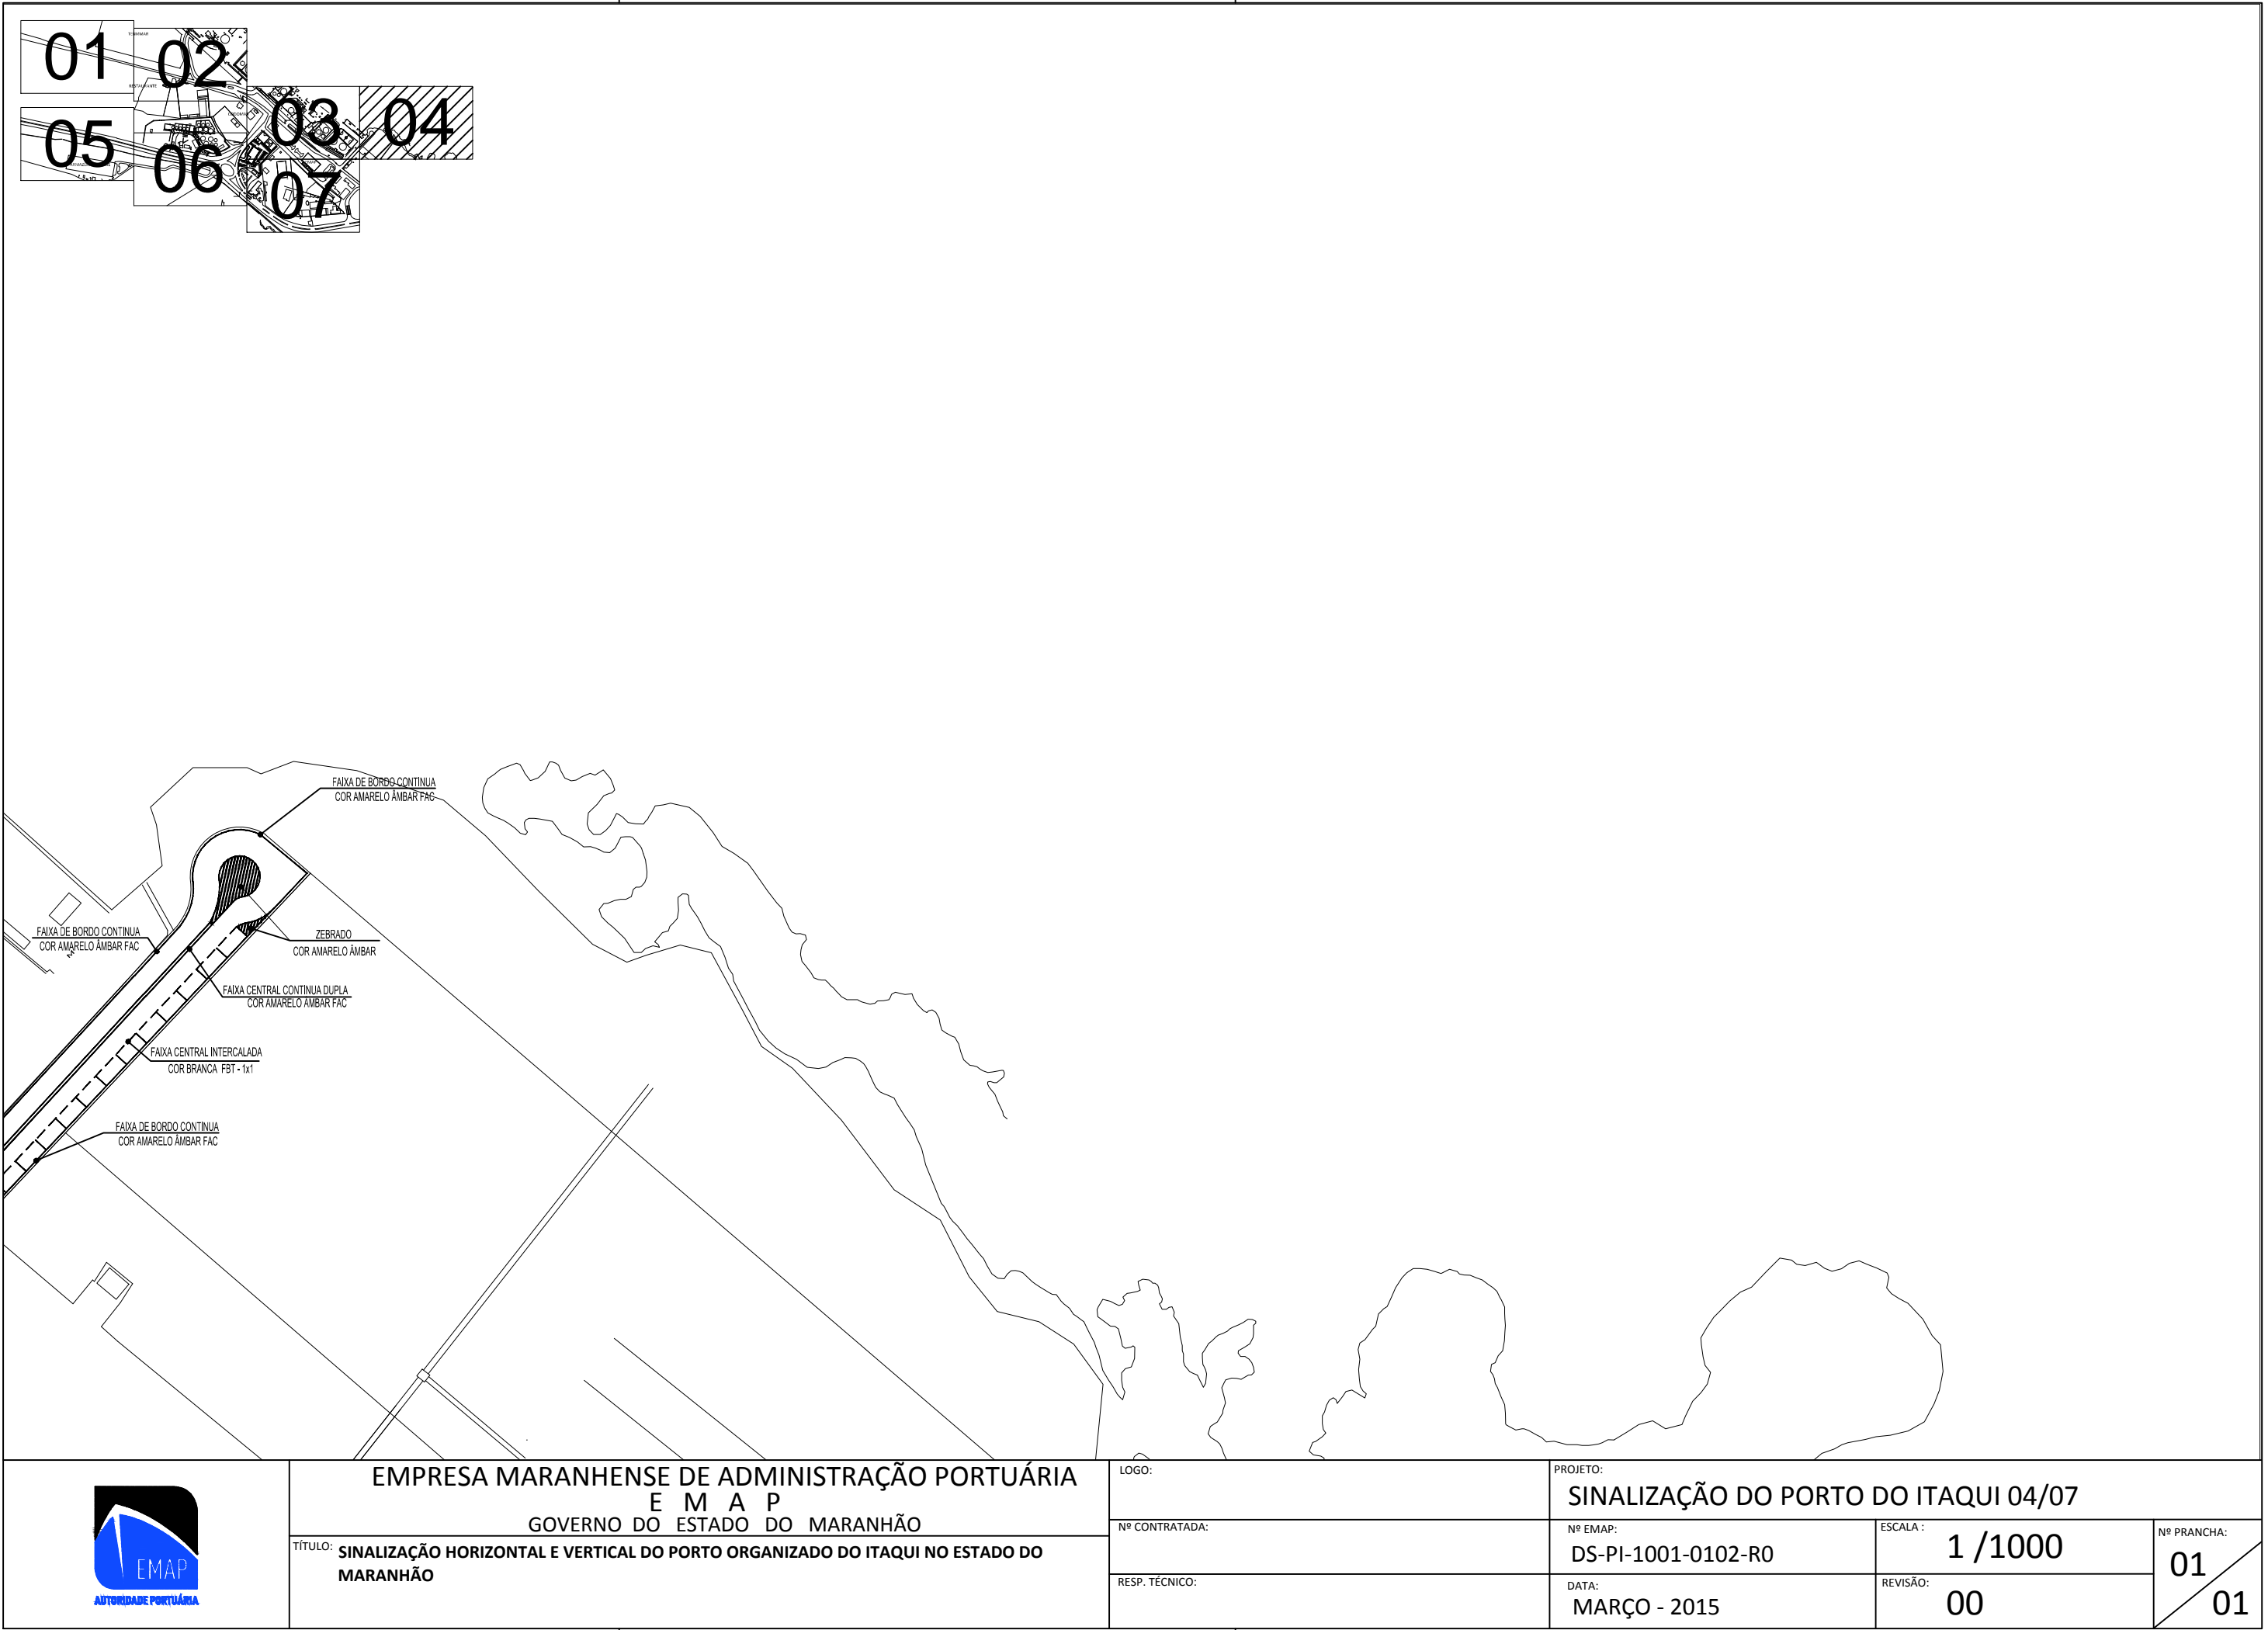 01
02
03
04
05
06
07
FAIXA DE BORDO CONTINUA
COR AMARELO ÂMBAR FAC
FAIXA DE BORDO CONTINUA
COR AMARELO ÂMBAR FAC
ZEBRADO
COR AMARELO ÂMBAR
FAIXA CENTRAL CONTINUA DUPLA
COR AMARELO AMBAR FAC
FAIXA CENTRAL INTERCALADA
COR BRANCA FBT - 1x1
FAIXA DE BORDO CONTINUA
COR AMARELO ÂMBAR FAC
EMAP
AUTORIDADE PORTUÁRIA
EMPRESA MARANHENSE DE ADMINISTRAÇÃO PORTUÁRIA
E M A P
GOVERNO DO ESTADO DO MARANHÃO
TÍTULO: SINALIZAÇÃO HORIZONTAL E VERTICAL DO PORTO ORGANIZADO DO ITAQUI NO ESTADO DO
MARANHÃO
LOGO:
Nº CONTRATADA:
RESP. TÉCNICO:
PROJETO:
SINALIZAÇÃO DO PORTO DO ITAQUI 04/07
Nº EMAP:
DS-PI-1001-0102-R0
ESCALA :
1 /1000
DATA:
MARÇO - 2015
REVISÃO:
00
Nº PRANCHA:
01
01